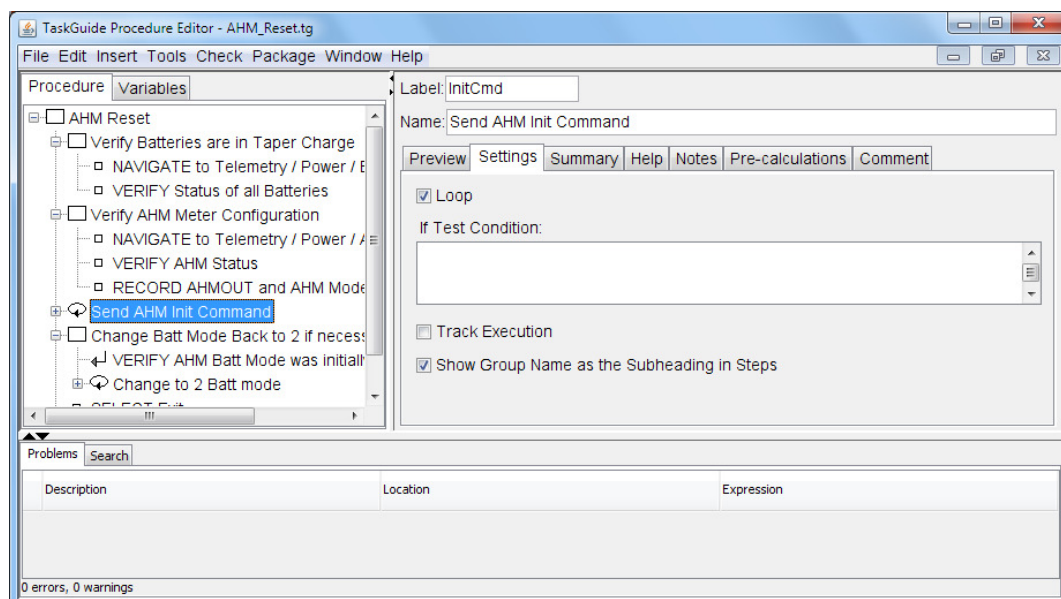 TaskGuide Procedure Editor - AHM_Reset.tg
File Edit Insert Tools Check Package Window Help
Procedure Variables
AHM Reset
Verify Batteries are in Taper Charge
NAVIGATE to Telemetry / Power /
VERIFY Status of all Batteries
Verify AHM Meter Configuration
NAVIGATE to Telemetry / Power /
VERIFY AHM Status
RECORD AHMOUT and AHM Mode
Send AHM Init Command
Change Batt Mode Back to 2 if
VERIFY AHM Batt Mode was
Change to 2 Batt mode
SELECT Exit
Label: InitCmd
Name: Send AHM Init Command
Preview Settings Summary Help Notes Pre-calculations Comment
Loop
If Test Condition:
Track Execution
Show Group Name as the Subheading in Steps
Problems Search
Description Location Expression
0 errors, 0 warnings